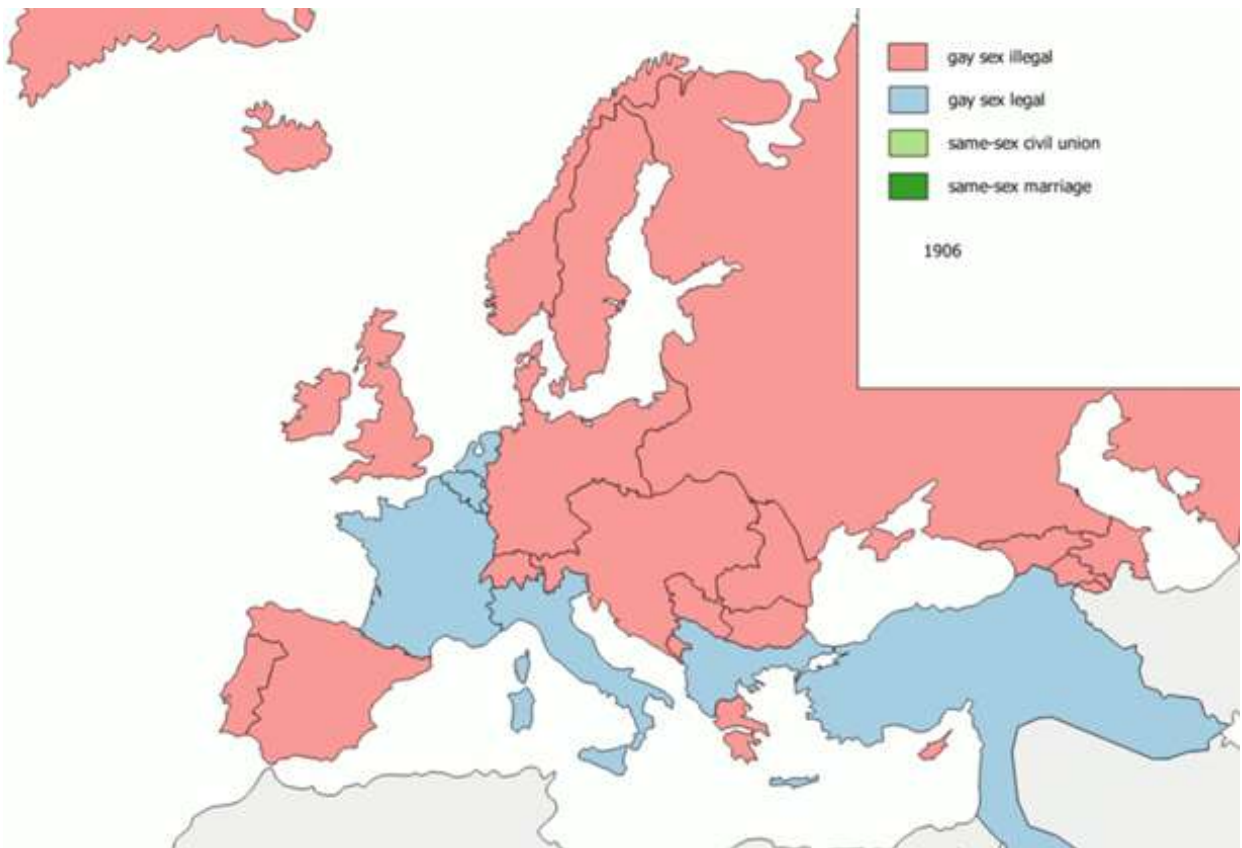 gay sex illegal
gay sex legal
same-sex civil union
same-sex marriage
1906